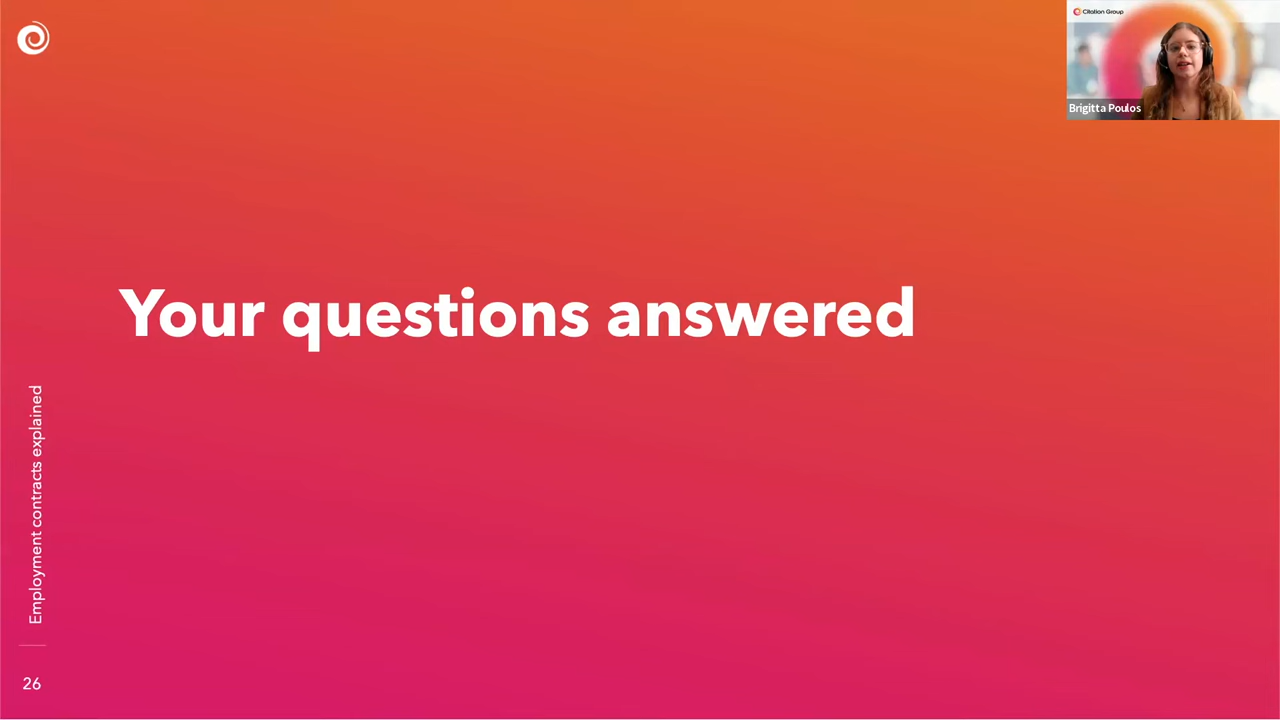 Citation Group
Brigitta Poulos
Your questions answered
Employment contracts explained
26